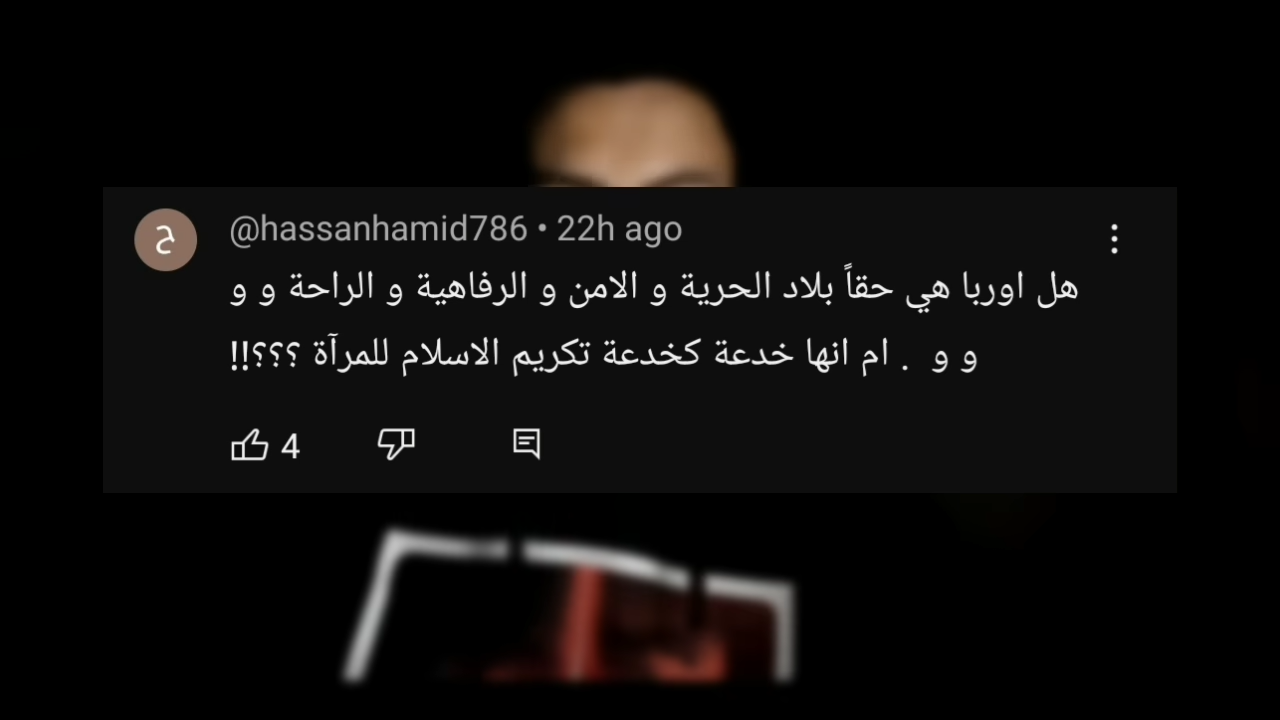 ح
@hassanhamid786 • 22h ago
هل اوربا هي حقاً بلاد الحرية و الامن و الرفاهية و الراحة و و
و و . ام انها خدعة كخدعة تكريم الاسلام للمرآة ؟؟؟!!
4